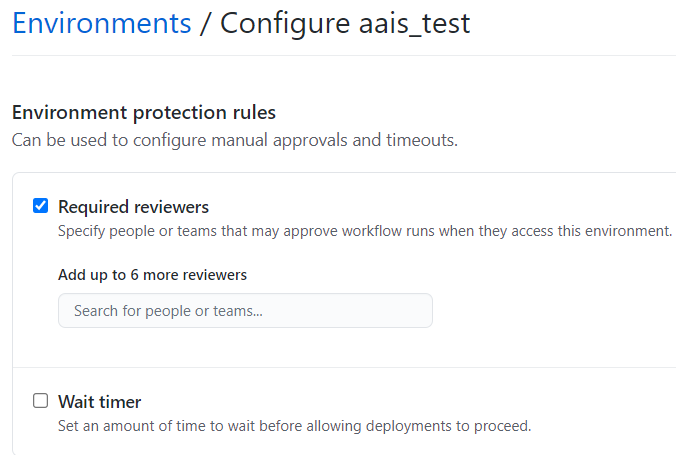 Environments / Configure aais_test
Environment protection rules
Can be used to configure manual approvals and timeouts.
Required reviewers
Specify people or teams that may approve workflow runs when they access this environment.
Add up to 6 more reviewers
Search for people or teams...
Wait timer
Set an amount of time to wait before allowing deployments to proceed.